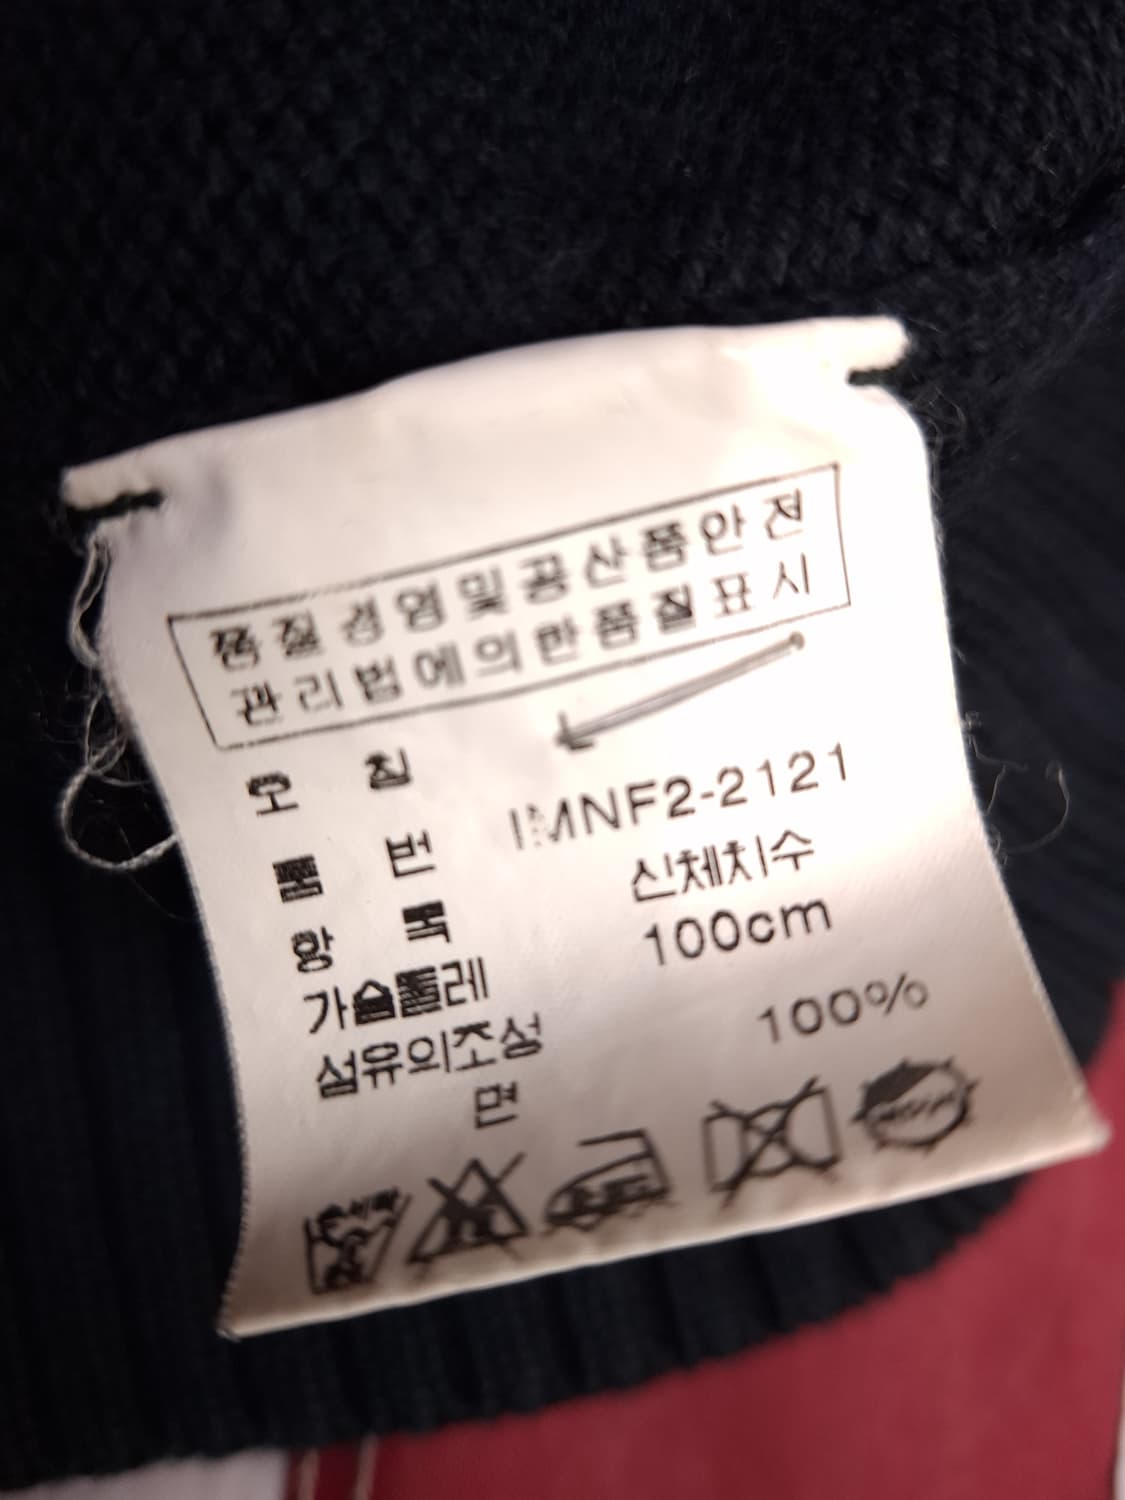 품질경영및공산품안전
관리법에의한품질표시
호 칭
품 번 IMNF2-2121
항 목 신체치수
가슴둘레 100cm
섬유의조성
면 100%